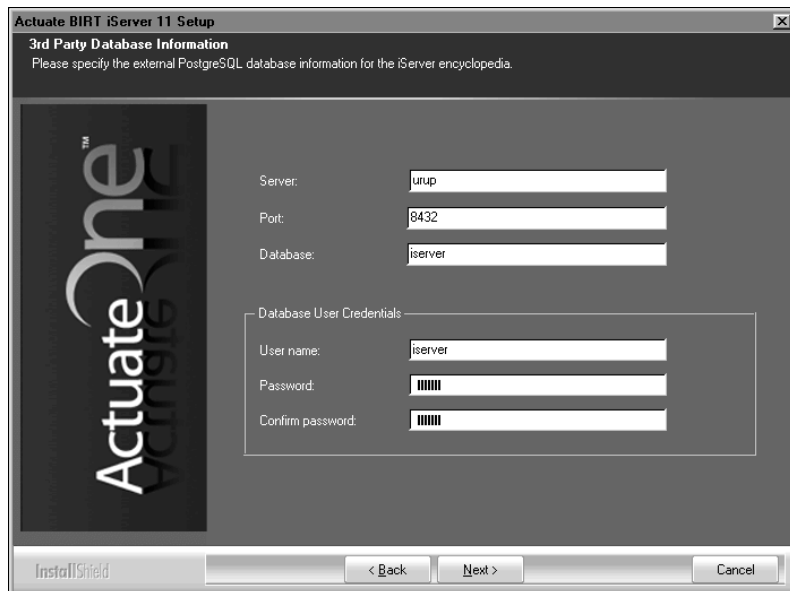 Actuate BIRT iServer 11 Setup
3rd Party Database Information
Please specify the external PostgreSQL database information for the iServer encyclopedia.
ActuateOne™
Server: urup
Port: 8432
Database: iserver
Database User Credentials
User name: iserver
Password:
Confirm password:
InstallShield
< Back Next > Cancel